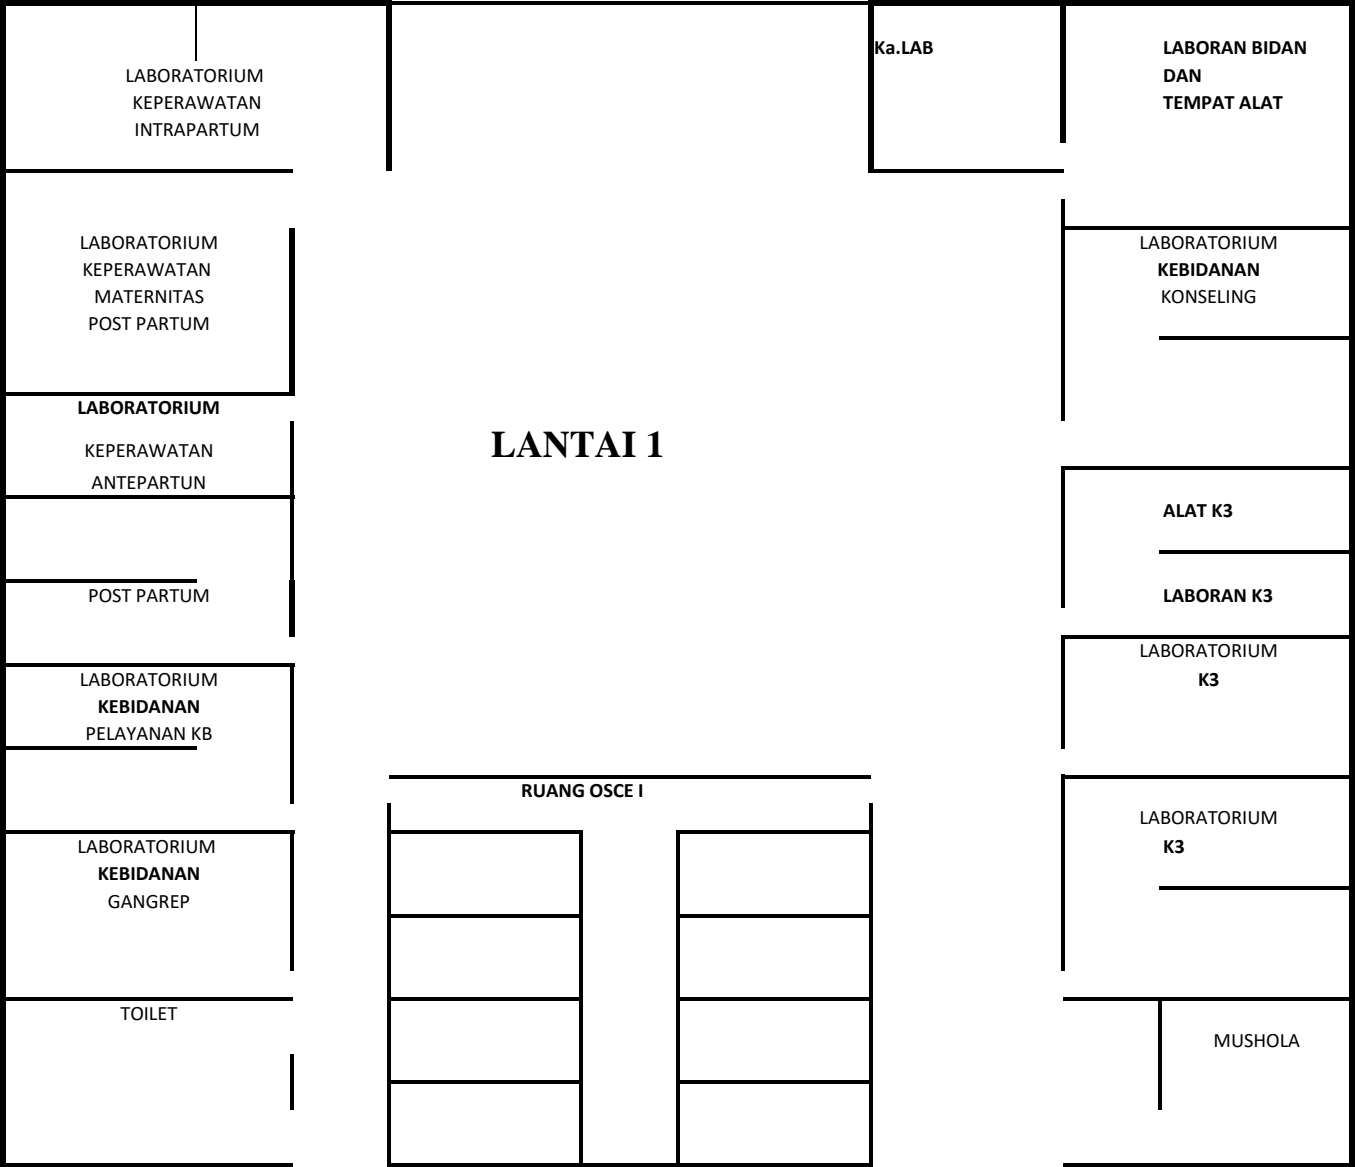 LABORATORIUM
KEPERAWATAN
INTRAPARTUM
LABORATORIUM
KEPERAWATAN
MATERNITAS
POST PARTUM
LABORATORIUM
KEPERAWATAN
ANTEPARTUN
POST PARTUM
LABORATORIUM
KEBIDANAN
PELAYANAN KB
LABORATORIUM
KEBIDANAN
GANGREP
TOILET
LANTAI 1
RUANG OSCE I
Ka.LAB
LABORAN BIDAN
DAN
TEMPAT ALAT
LABORATORIUM
KEBIDANAN
KONSELING
ALAT K3
LABORAN K3
LABORATORIUM
K3
LABORATORIUM
K3
MUSHOLA